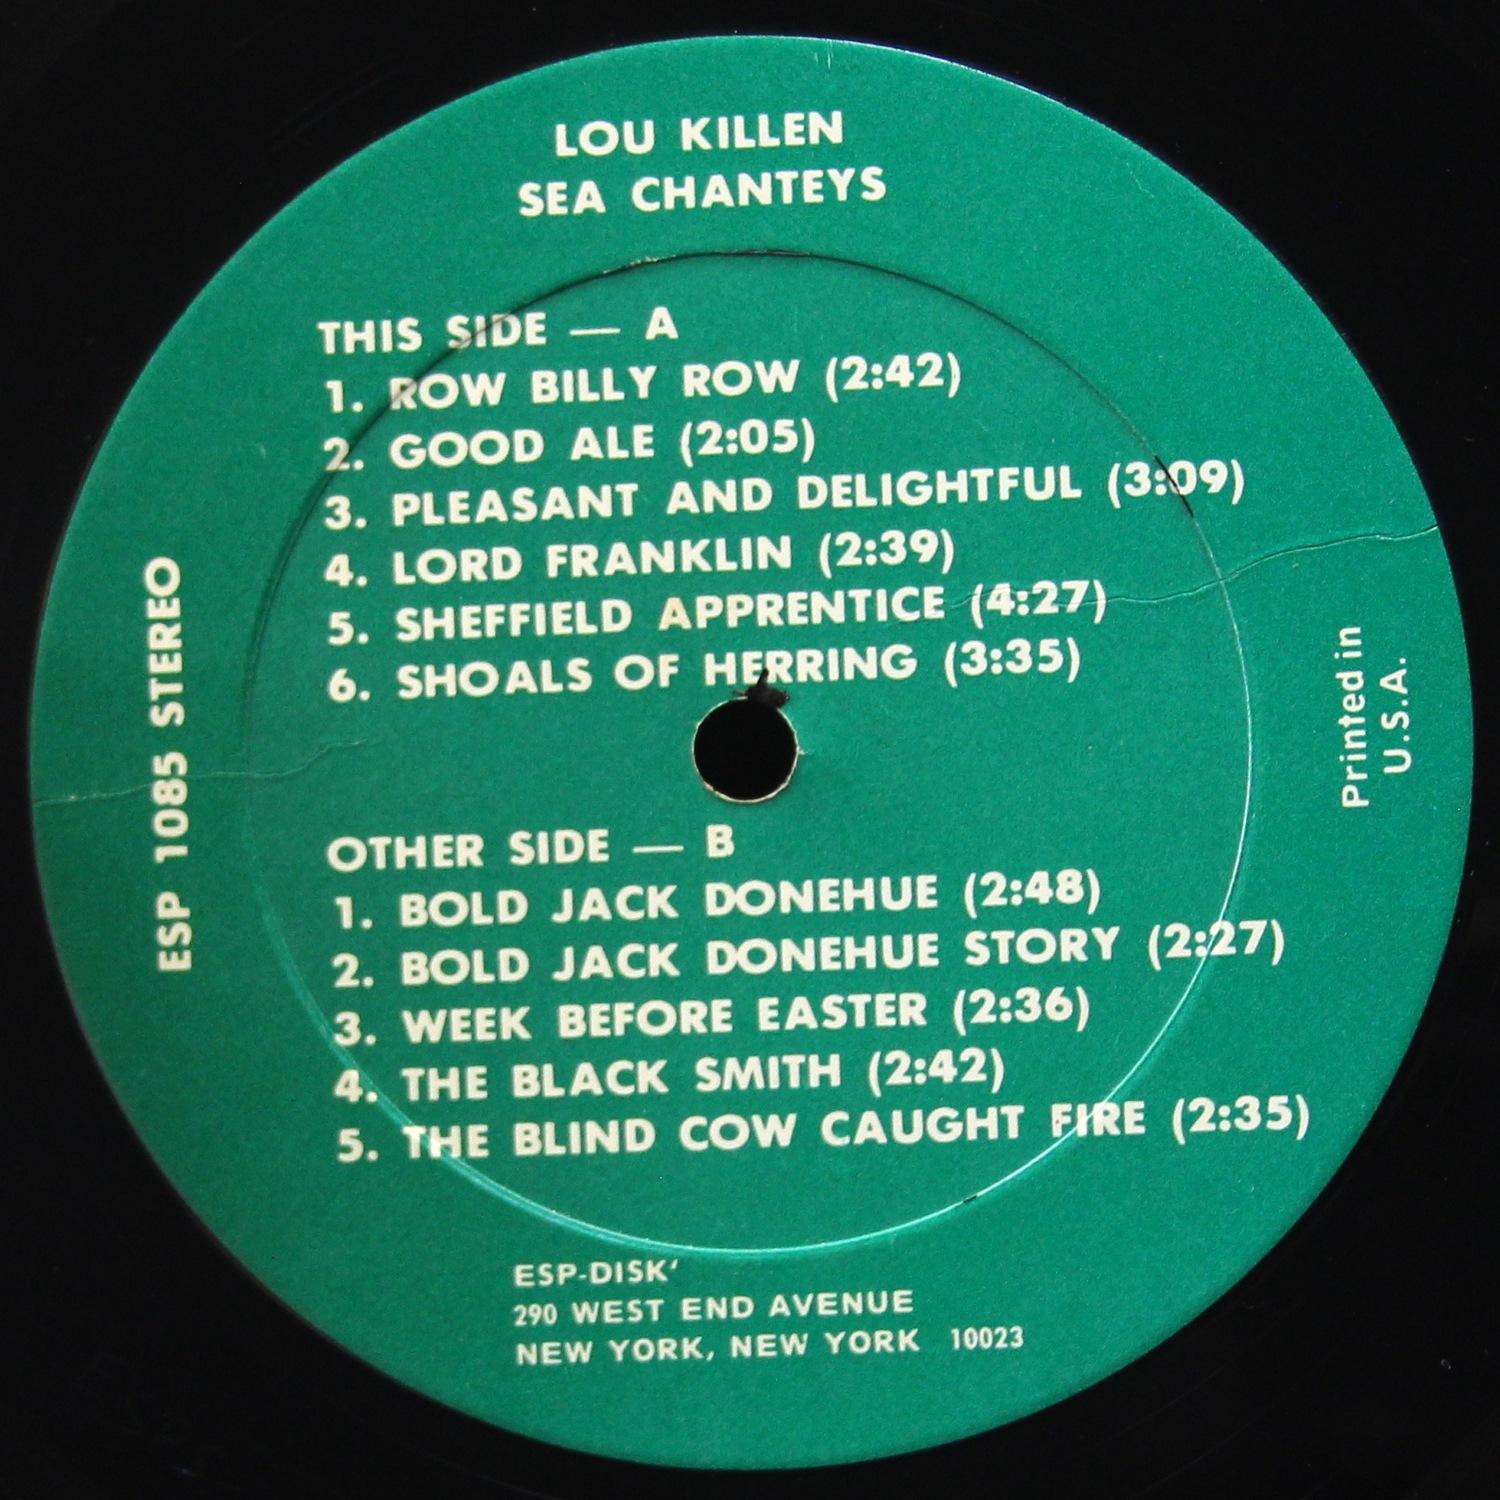 LOU KILLEN
SEA CHANTEYS
THIS SIDE — A
1. ROW BILLY ROW (2:42)
2. GOOD ALE (2:05)
3. PLEASANT AND DELIGHTFUL (3:09)
4. LORD FRANKLIN (2:39)
5. SHEFFIELD APPRENTICE (4:27)
6. SHOALS OF HERRING (3:35)
ESP 1085 STEREO
Printed in
U.S.A.
OTHER SIDE — B
1. BOLD JACK DONEHUE (2:48)
2. BOLD JACK DONEHUE STORY (2:27)
3. WEEK BEFORE EASTER (2:36)
4. THE BLACK SMITH (2:42)
5. THE BLIND COW CAUGHT FIRE (2:35)
ESP-DISK'
290 WEST END AVENUE
NEW YORK, NEW YORK 10023